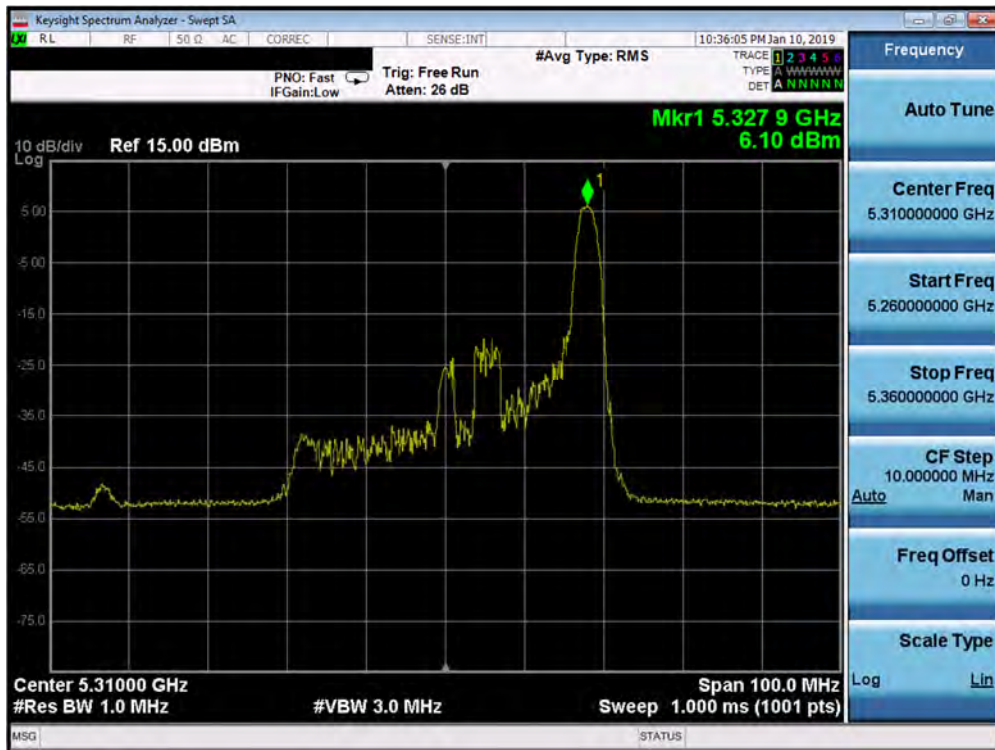 Keysight Spectrum Analyzer - Swept SA
RL RF 50 Ω AC CORREC SENSE:INT 10:36:05 PM Jan 10, 2019
#Avg Type: RMS
TRACE 1 2 3 4 5 6
PNO: Fast Trig: Free Run
TYPE A WWWWW
IFGain:Low Atten: 26 dB
DET A N N N N N
Mkr1 5.327 9 GHz
6.10 dBm
10 dB/div Ref 15.00 dBm
Log
1
5.00
-5.00
-15.0
-25.0
-35.0
-45.0
-55.0
-65.0
-75.0
Center 5.31000 GHz Span 100.0 MHz
#Res BW 1.0 MHz #VBW 3.0 MHz Sweep 1.000 ms (1001 pts)
MSG STATUS
Frequency
Auto Tune
Center Freq
5.310000000 GHz
Start Freq
5.260000000 GHz
Stop Freq
5.360000000 GHz
CF Step
10.000000 MHz
Auto Man
Freq Offset
0 Hz
Scale Type
Log Lin